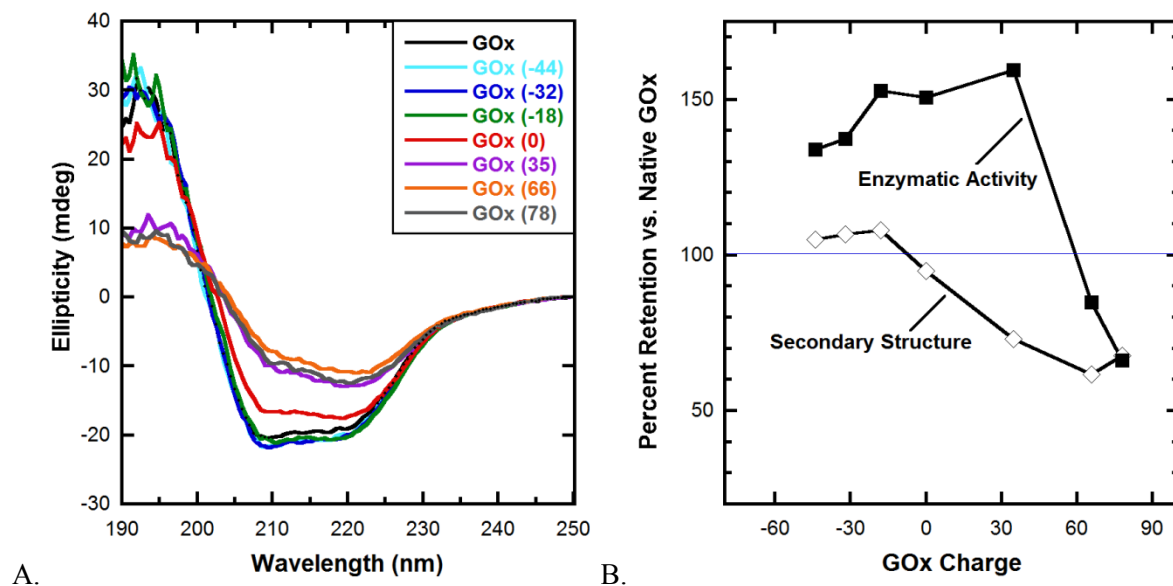 40
30
20
10
0
-10
-20
-30
190 200 210 220 230 240 250
Ellipticity (mdeg)
Wavelength (nm)
GOx
GOx (-44)
GOx (-32)
GOx (-18)
GOx (0)
GOx (35)
GOx (66)
GOx (78)
A.
Percent Retention vs. Native GOx
150
100
50
Enzymatic Activity
Secondary Structure
-60 -30 0 30 60 90
GOx Charge
B.